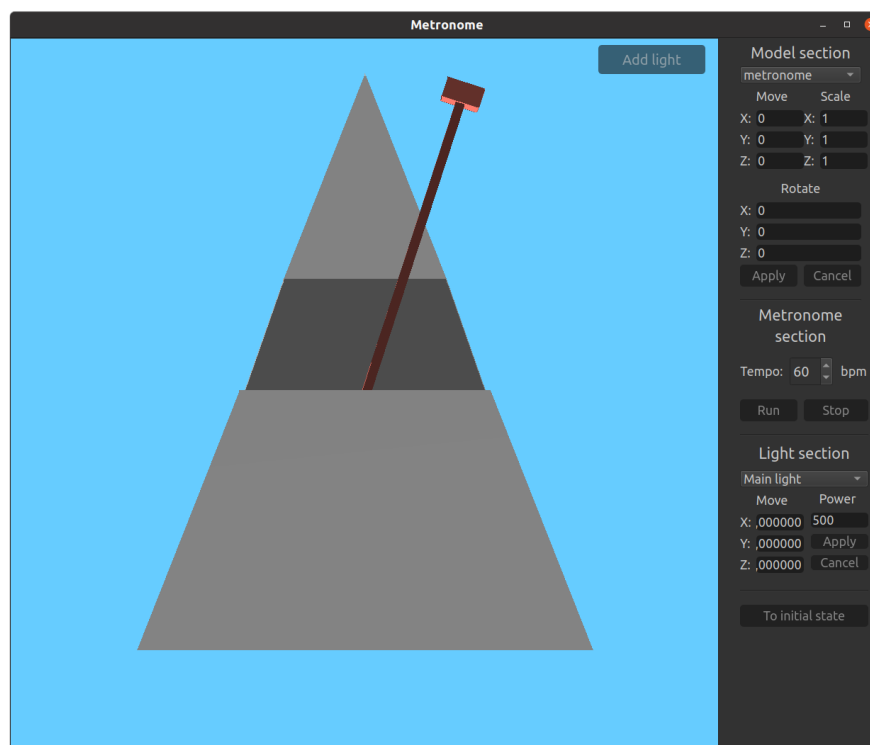 Metronome
Add light
Model section
metronome
Move Scale
X: 0 X: 1
Y: 0 Y: 1
Z: 0 Z: 1
Rotate
X: 0
Y: 0
Z: 0
Apply Cancel
Metronome
section
Tempo: 60 bpm
Run Stop
Light section
Main light
Move Power
X: ,000000 500
Y: ,000000 Apply
Z: ,000000 Cancel
To initial state